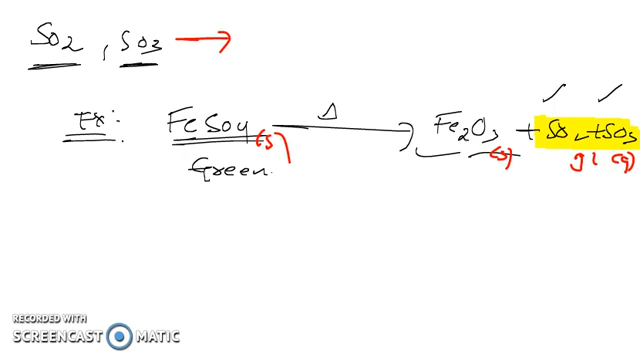 SO2 , SO3 ⟶
Ex: FeSO4(s) —Δ→ Fe2O3(s) + SO2(g) + SO3(g)
Green.
RECORDED WITH
SCREENCAST MATIC